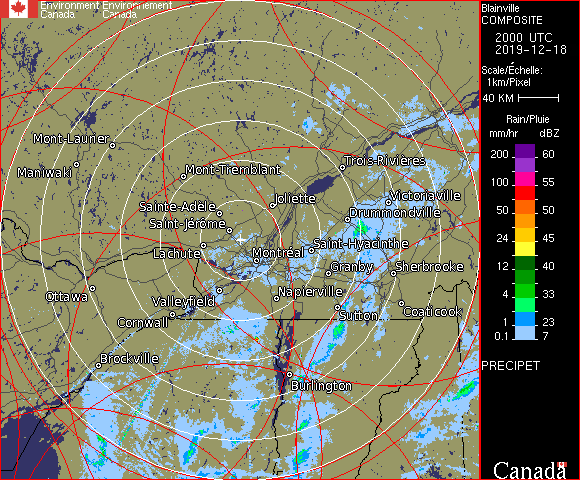 Environment Environnement
Canada Canada
Blainville
COMPOSITE
2000 UTC
2019-12-18
Scale/Échelle:
1km/Pixel
40 KM
Rain/Pluie
mm/hr dBZ
200 60
100 55
50 50
24 45
12 40
4 33
1 23
0.1 7
PRECIPET
Canada
Mont-Laurier
Maniwaki
Mont-Tremblant
Trois-Rivières
Sainte-Adèle
Joliette
Victoriaville
Saint-Jérôme
Drummondville
Lachute
Montréal
Saint-Hyacinthe
Granby
Sherbrooke
Ottawa
Valleyfield
Napierville
Cornwall
Sutton
Coaticook
Brockville
Burlington